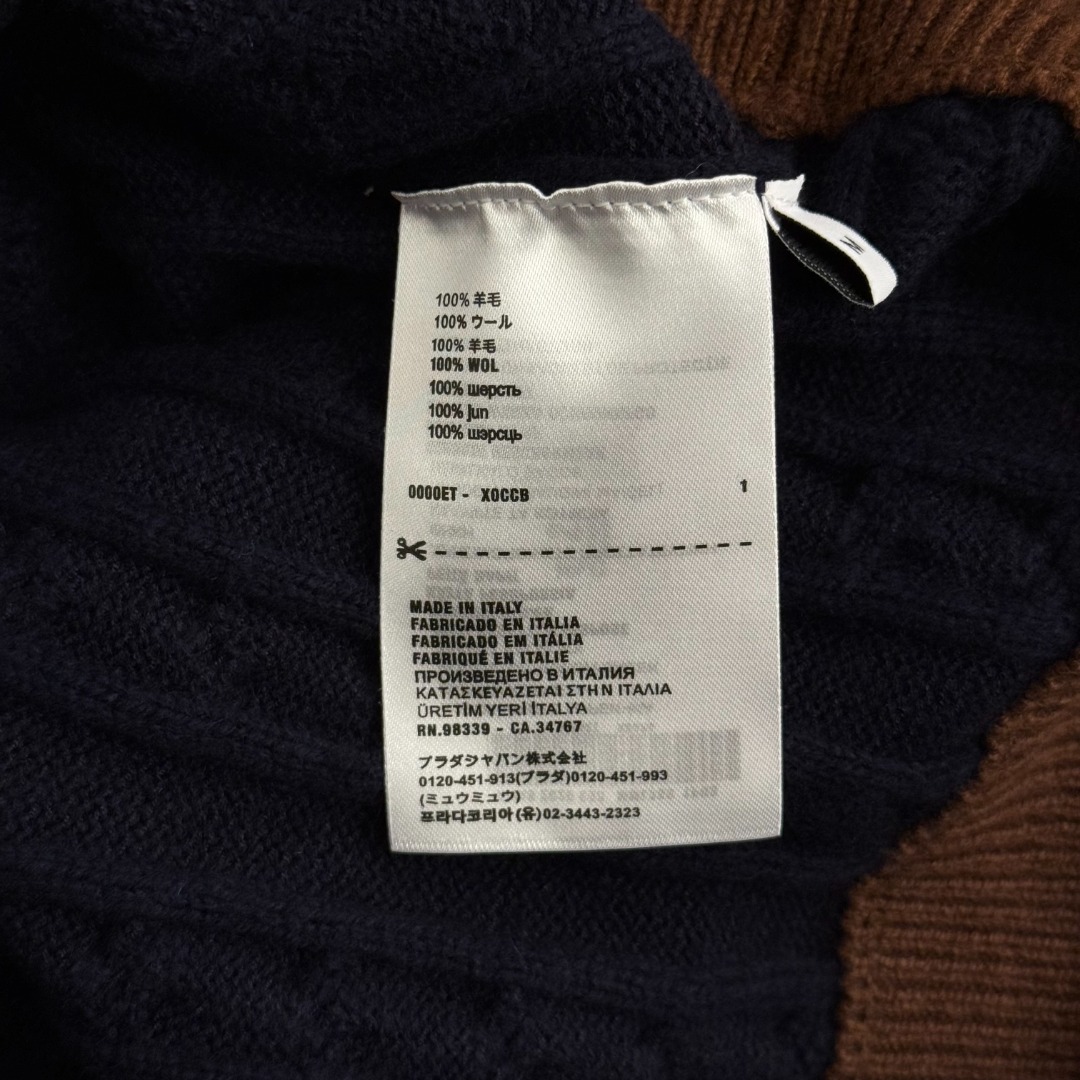 M
100% 羊毛
100% ウール
100% 羊毛
100% WOL
100% шерсть
100% Jun
100% шэрсць
0000ET - X0CCB 1
MADE IN ITALY
FABRICADO EN ITALIA
FABRICADO EM ITÁLIA
FABRIQUÉ EN ITALIE
ПРОИЗВЕДЕНО В ИТАЛИЯ
ΚΑΤΑΣΚΕΥΑΖΕΤΑΙ ΣΤΗ Ν ΙΤΑΛΙΑ
ÜRETİM YERİ İTALYA
RN.98339 - CA.34767
プラダジャパン株式会社
0120-451-913(プラダ)0120-451-993
(ミュウミュウ)
프라다코리아(유)02-3443-2323